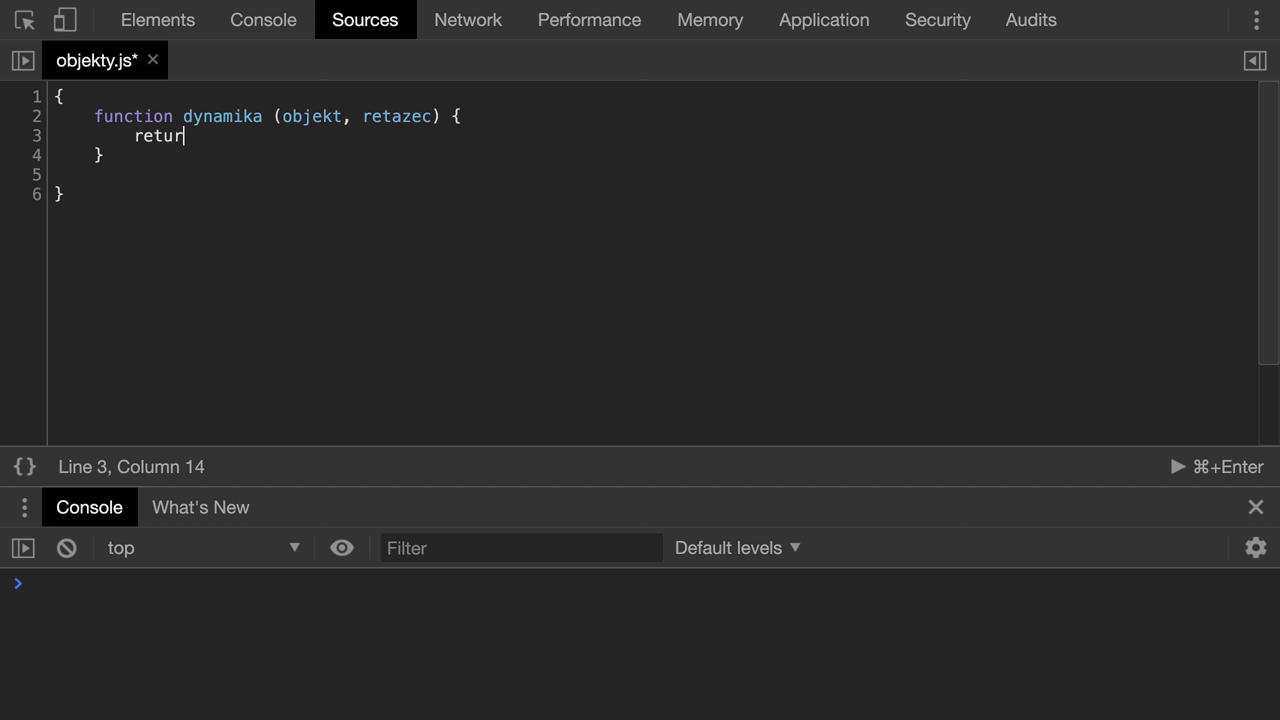 Elements Console Sources Network Performance Memory Application Security Audits
objekty.js* ×
1 {
2     function dynamika (objekt, retazec) {
3         retur
4     }
5
6 }
{} Line 3, Column 14 ▶ ⌘+Enter
Console What's New
top ▼ Filter Default levels ▼
>